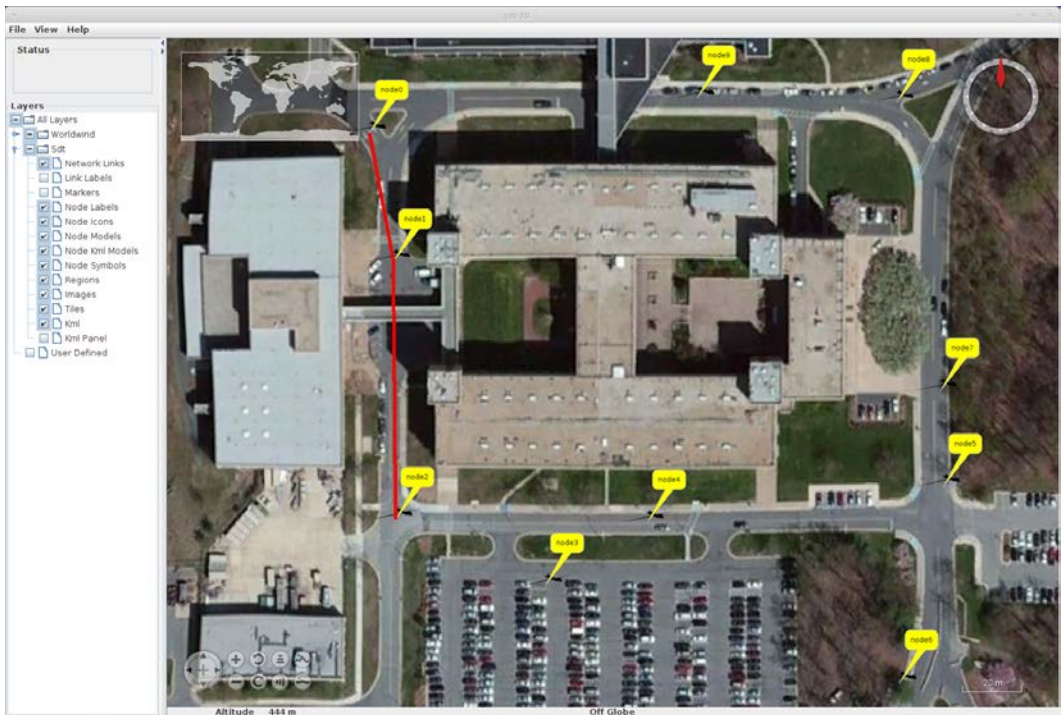 File View Help
Status
Layers
All Layers
Worldwind
Sdt
Network Links
Link Labels
Markers
Node Labels
Node Icons
Node Models
Node Kml Models
Node Symbols
Regions
Images
Tiles
Kml
Kml Panel
User Defined
node9
node8
node0
node1
node7
node5
node2
node4
node3
node6
20 m
Altitude 444 m
Off Globe